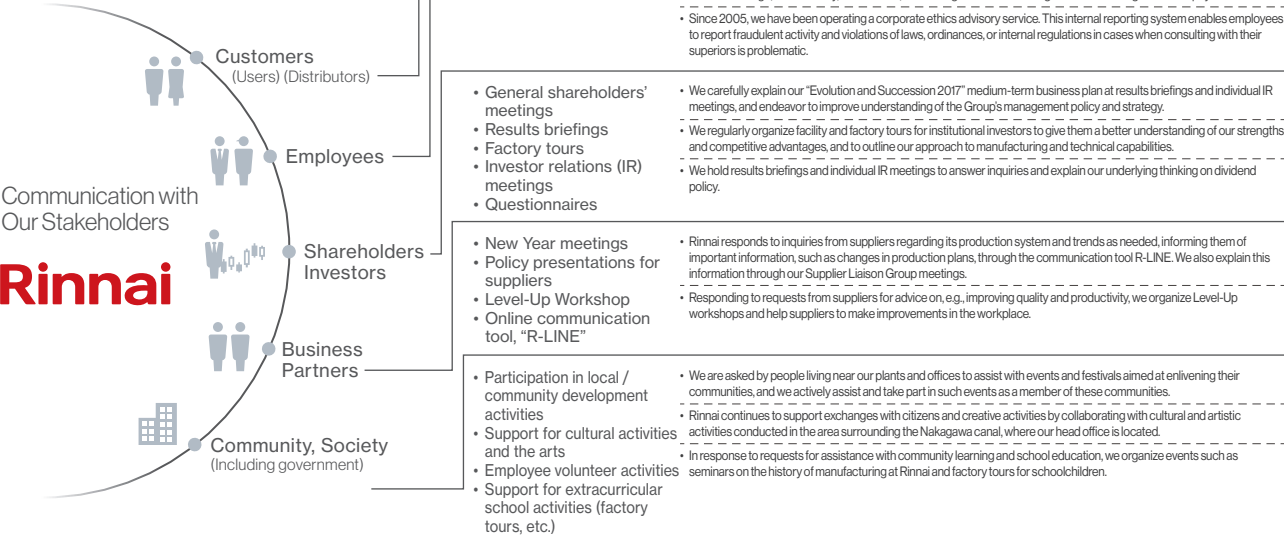 • Since 2005, we have been operating a corporate ethics advisory service. This internal reporting system enables employees
to report fraudulent activity and violations of laws, ordinances, or internal regulations in cases when consulting with their
superiors is problematic.
Customers
(Users) (Distributors)
Employees
Communication with
Our Stakeholders
Rinnai
Shareholders
Investors
Business
Partners
Community, Society
(Including government)
• General shareholders'
meetings
• Results briefings
• Factory tours
• Investor relations (IR)
meetings
• Questionnaires
• We carefully explain our “Evolution and Succession 2017” medium-term business plan at results briefings and individual IR
meetings, and endeavor to improve understanding of the Group's management policy and strategy.
• We regularly organize facility and factory tours for institutional investors to give them a better understanding of our strengths
and competitive advantages, and to outline our approach to manufacturing and technical capabilities.
• We hold results briefings and individual IR meetings to answer inquiries and explain our underlying thinking on dividend
policy.
• New Year meetings
• Policy presentations for
suppliers
• Level-Up Workshop
• Online communication
tool, “R-LINE”
• Rinnai responds to inquiries from suppliers regarding its production system and trends as needed, informing them of
important information, such as changes in production plans, through the communication tool R-LINE. We also explain this
information through our Supplier Liaison Group meetings.
• Responding to requests from suppliers for advice on, e.g., improving quality and productivity, we organize Level-Up
workshops and help suppliers to make improvements in the workplace.
• Participation in local /
community development
activities
• Support for cultural activities
and the arts
• Employee volunteer activities
• Support for extracurricular
school activities (factory
tours, etc.)
• We are asked by people living near our plants and offices to assist with events and festivals aimed at enlivening their
communities, and we actively assist and take part in such events as a member of these communities.
• Rinnai continues to support exchanges with citizens and creative activities by collaborating with cultural and artistic
activities conducted in the area surrounding the Nakagawa canal, where our head office is located.
• In response to requests for assistance with community learning and school education, we organize events such as
seminars on the history of manufacturing at Rinnai and factory tours for schoolchildren.